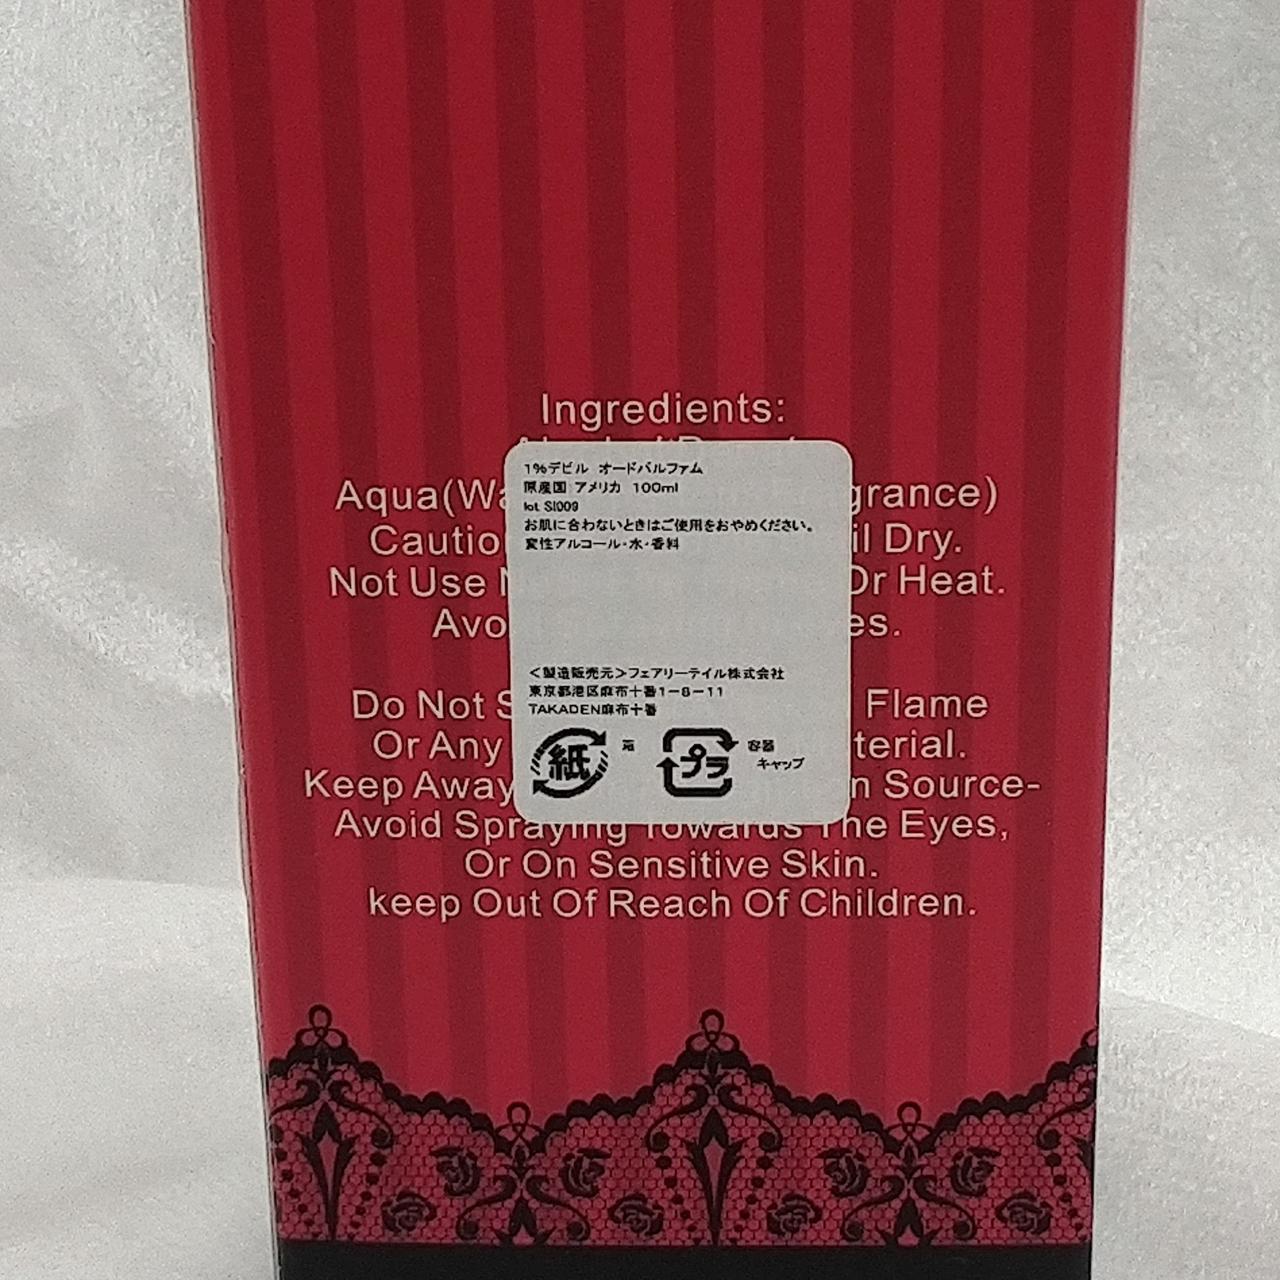 Ingredients:
Aqua(Wa
grance)
Cautio
il Dry.
Not Use
Or Heat.
Avo
es.
Do Not S
Flame
Or Any
terial.
Keep Away
n Source-
Avoid Spraying Towards The Eyes,
Or On Sensitive Skin.
keep Out Of Reach Of Children.
1%デビル オードパルファム
原産国 アメリカ 100ml
lot SI009
お肌に合わないときはご使用をおやめください。
変性アルコール・水・香料
<製造販売元>フェアリーテイル株式会社
東京都港区麻布十番1-8-11
TAKADEN麻布十番
紙
プラ
容器
キャップ